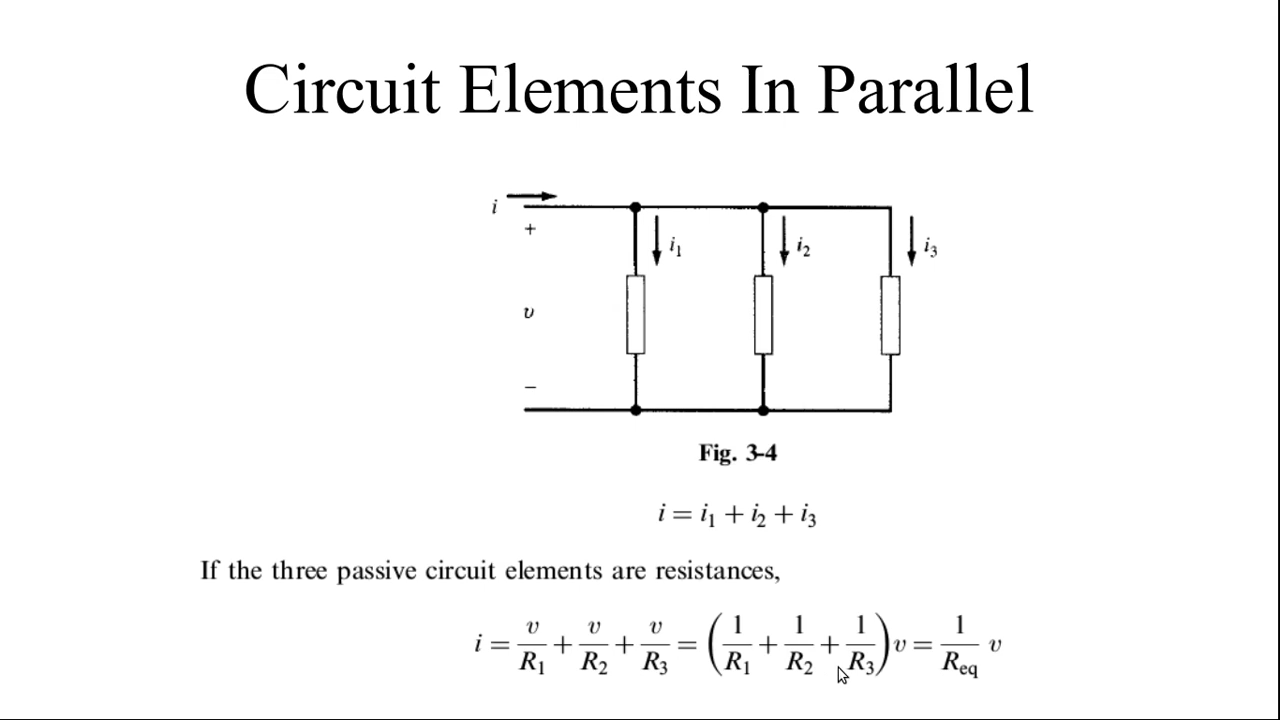 Circuit Elements In Parallel
i
+
i₁
i₂
i₃
υ
−
Fig. 3-4
i = i₁ + i₂ + i₃
If the three passive circuit elements are resistances,
i = υ/R₁ + υ/R₂ + υ/R₃ = (1/R₁ + 1/R₂ + 1/R₃) υ = 1/Req υ